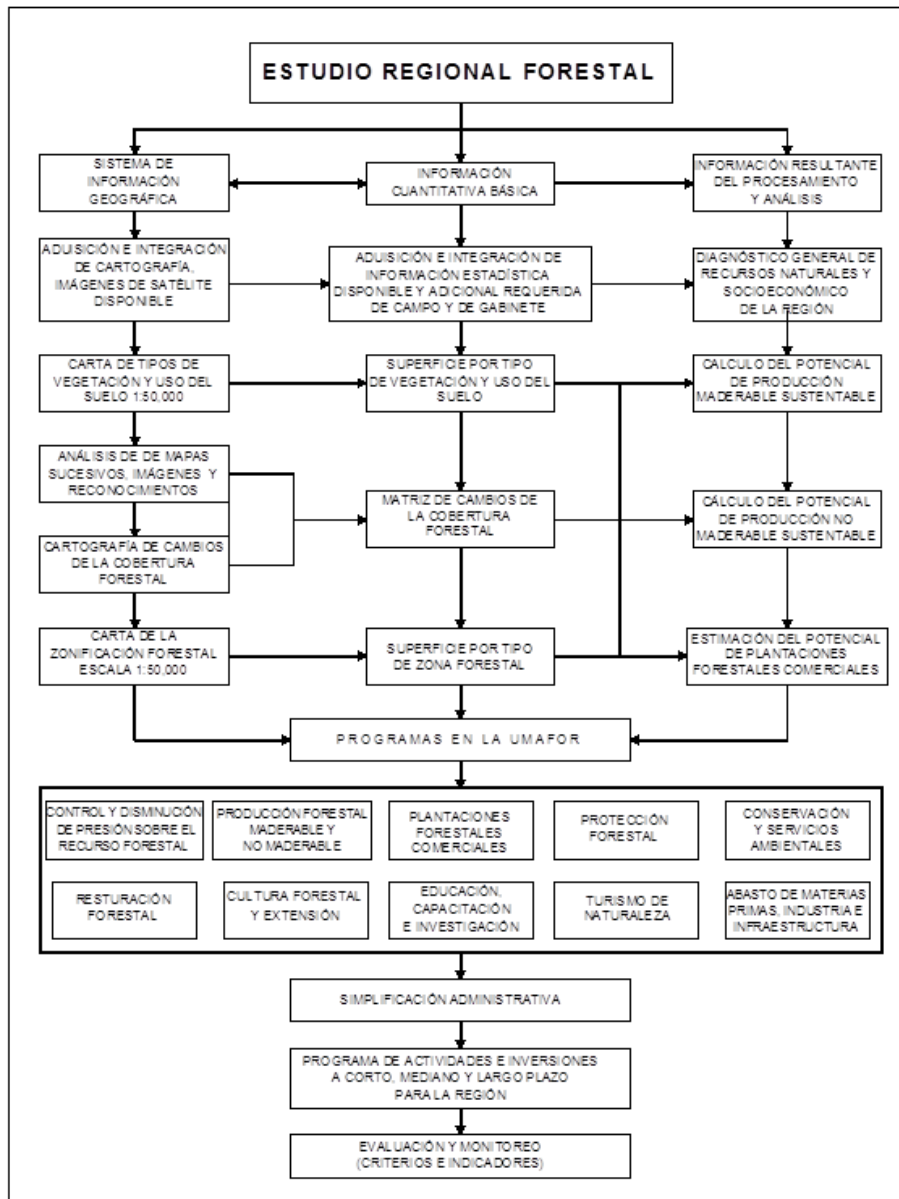 ESTUDIO REGIONAL FORESTAL
SISTEMA DE
INFORMACIÓN
GEOGRÁFICA
INFORMACIÓN
CUANTITATIVA BÁSICA
INFORMACIÓN RESULTANTE
DEL PROCESAMIENTO
Y ANÁLISIS
ADUISICIÓN E INTEGRACIÓN
DE CARTOGRAFÍA,
IMÁGENES DE SATÉLITE
DISPONIBLE
ADUISICIÓN E INTEGRACIÓN DE
INFORMACIÓN ESTADÍSTICA
DISPONIBLE Y ADICIONAL REQUERIDA
DE CAMPO Y DE GABINETE
DIAGNÓSTICO GENERAL DE
RECURSOS NATURALES Y
SOCIOECONÓMICO
DE LA REGIÓN
CARTA DE TIPOS DE
VEGETACIÓN Y USO DEL
SUELO 1:50,000
SUPERFICIE POR TIPO
DE VEGETACIÓN Y USO DEL
SUELO
CALCULO DEL POTENCIAL
DE PRODUCCIÓN
MADERABLE SUSTENTABLE
ANÁLISIS DE DE MAPAS
SUCESIVOS, IMÁGENES Y
RECONOCIMIENTOS
MATRIZ DE CAMBIOS DE
LA COBERTURA
FORESTAL
CÁLCULO DEL POTENCIAL
DE PRODUCCIÓN NO
MADERABLE SUSTENTABLE
CARTOGRAFÍA DE CAMBIOS
DE LA COBERTURA
FORESTAL
CARTA DE LA
ZONIFICACIÓN FORESTAL
ESCALA 1:50,000
SUPERFICIE POR TIPO
DE ZONA FORESTAL
ESTIMACIÓN DEL POTENCIAL
DE PLANTACIONES
FORESTALES COMERCIALES
PROGRAMAS EN LA UMAFOR
CONTROL Y DISMINUCIÓN
DE PRESIÓN SOBRE EL
RECURSO FORESTAL
PRODUCCIÓN FORESTAL
MADERABLE Y
NO MADERABLE
PLANTACIONES
FORESTALES
COMERCIALES
PROTECCIÓN
FORESTAL
CONSERVACIÓN
Y SERVICIOS
AMBIENTALES
RESTURACIÓN
FORESTAL
CULTURA FORESTAL
Y EXTENSIÓN
EDUCACIÓN,
CAPACITACIÓN
E INVESTIGACIÓN
TURISMO DE
NATURALEZA
ABASTO DE MATERIAS
PRIMAS, INDUSTRIA E
INFRAESTRUCTURA
SIMPLIFICACIÓN ADMINISTRATIVA
PROGRAMA DE ACTIVIDADES E INVERSIONES
A CORTO, MEDIANO Y LARGO PLAZO
PARA LA REGIÓN
EVALUACIÓN Y MONITOREO
(CRITERIOS E INDICADORES)